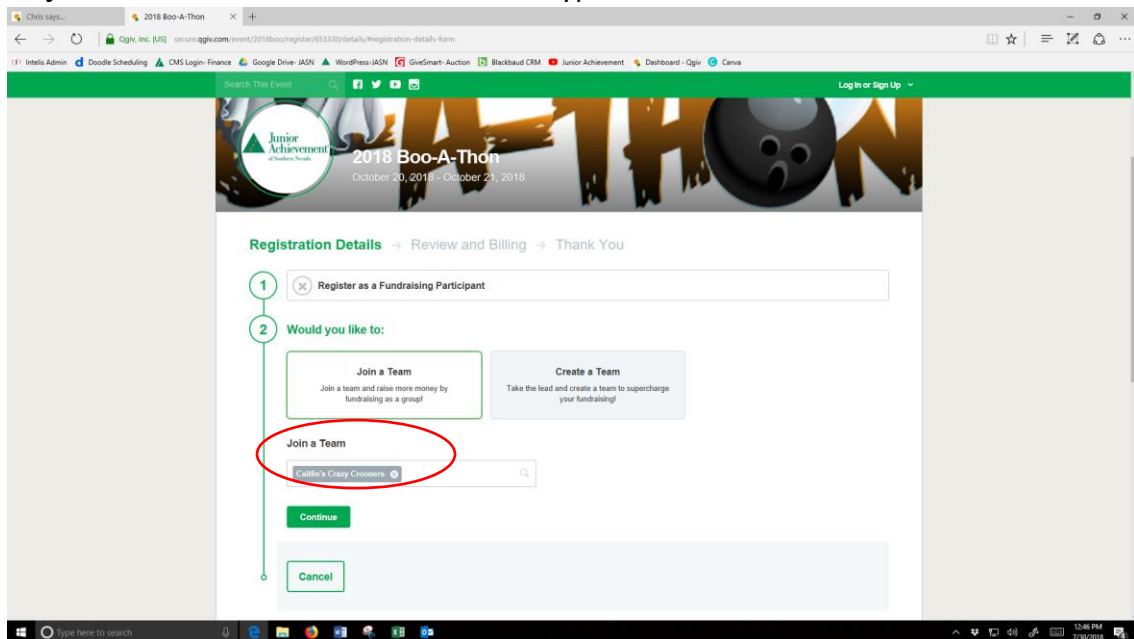 Chris says...
2018 Boo-A-Thon
Qgiv, Inc. [US] secure.qgiv.com/event/2018boo/register/653330/details/#registration-details-form
Intelis Admin Doodle Scheduling CMS Login- Finance Google Drive- JASN WordPress-JASN GiveSmart- Auction Blackbaud CRM Junior Achievement Dashboard - Qgiv Canva
Search This Event
Log In or Sign Up
A-THON
Junior
Achievement
of Southern Nevada
2018 Boo-A-Thon
October 20, 2018 - October 21, 2018
Registration Details → Review and Billing → Thank You
1 Register as a Fundraising Participant
2 Would you like to:
Join a Team
Join a team and raise more money by
fundraising as a group!
Create a Team
Take the lead and create a team to supercharge
your fundraising!
Join a Team
Caitlin's Crazy Crooners
Continue
Cancel
Type here to search
12:46 PM
7/30/2018